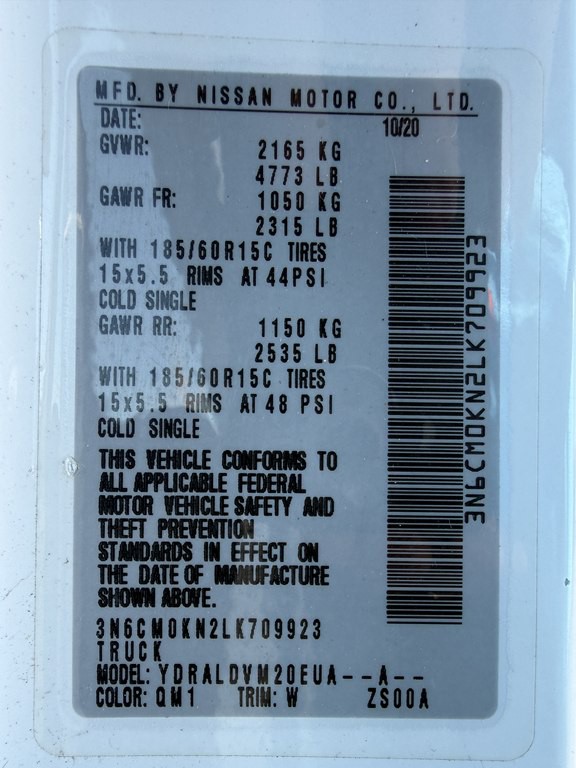 MFD. BY NISSAN MOTOR CO., LTD.
DATE: 10/20
GVWR: 2165 KG
4773 LB
GAWR FR: 1050 KG
2315 LB
WITH 185/60R15C TIRES
15x5.5 RIMS AT 44PSI
COLD SINGLE
GAWR RR: 1150 KG
2535 LB
WITH 185/60R15C TIRES
15x5.5 RIMS AT 48 PSI
COLD SINGLE
THIS VEHICLE CONFORMS TO
ALL APPLICABLE FEDERAL
MOTOR VEHICLE SAFETY AND
THEFT PREVENTION
STANDARDS IN EFFECT ON
THE DATE OF MANUFACTURE
SHOWN ABOVE.
3N6CM0KN2LK709923
TRUCK
MODEL: YDRALDVM20EUA--A--
COLOR: QM1 TRIM: W ZS00A
3N6CM0KN2LK709923